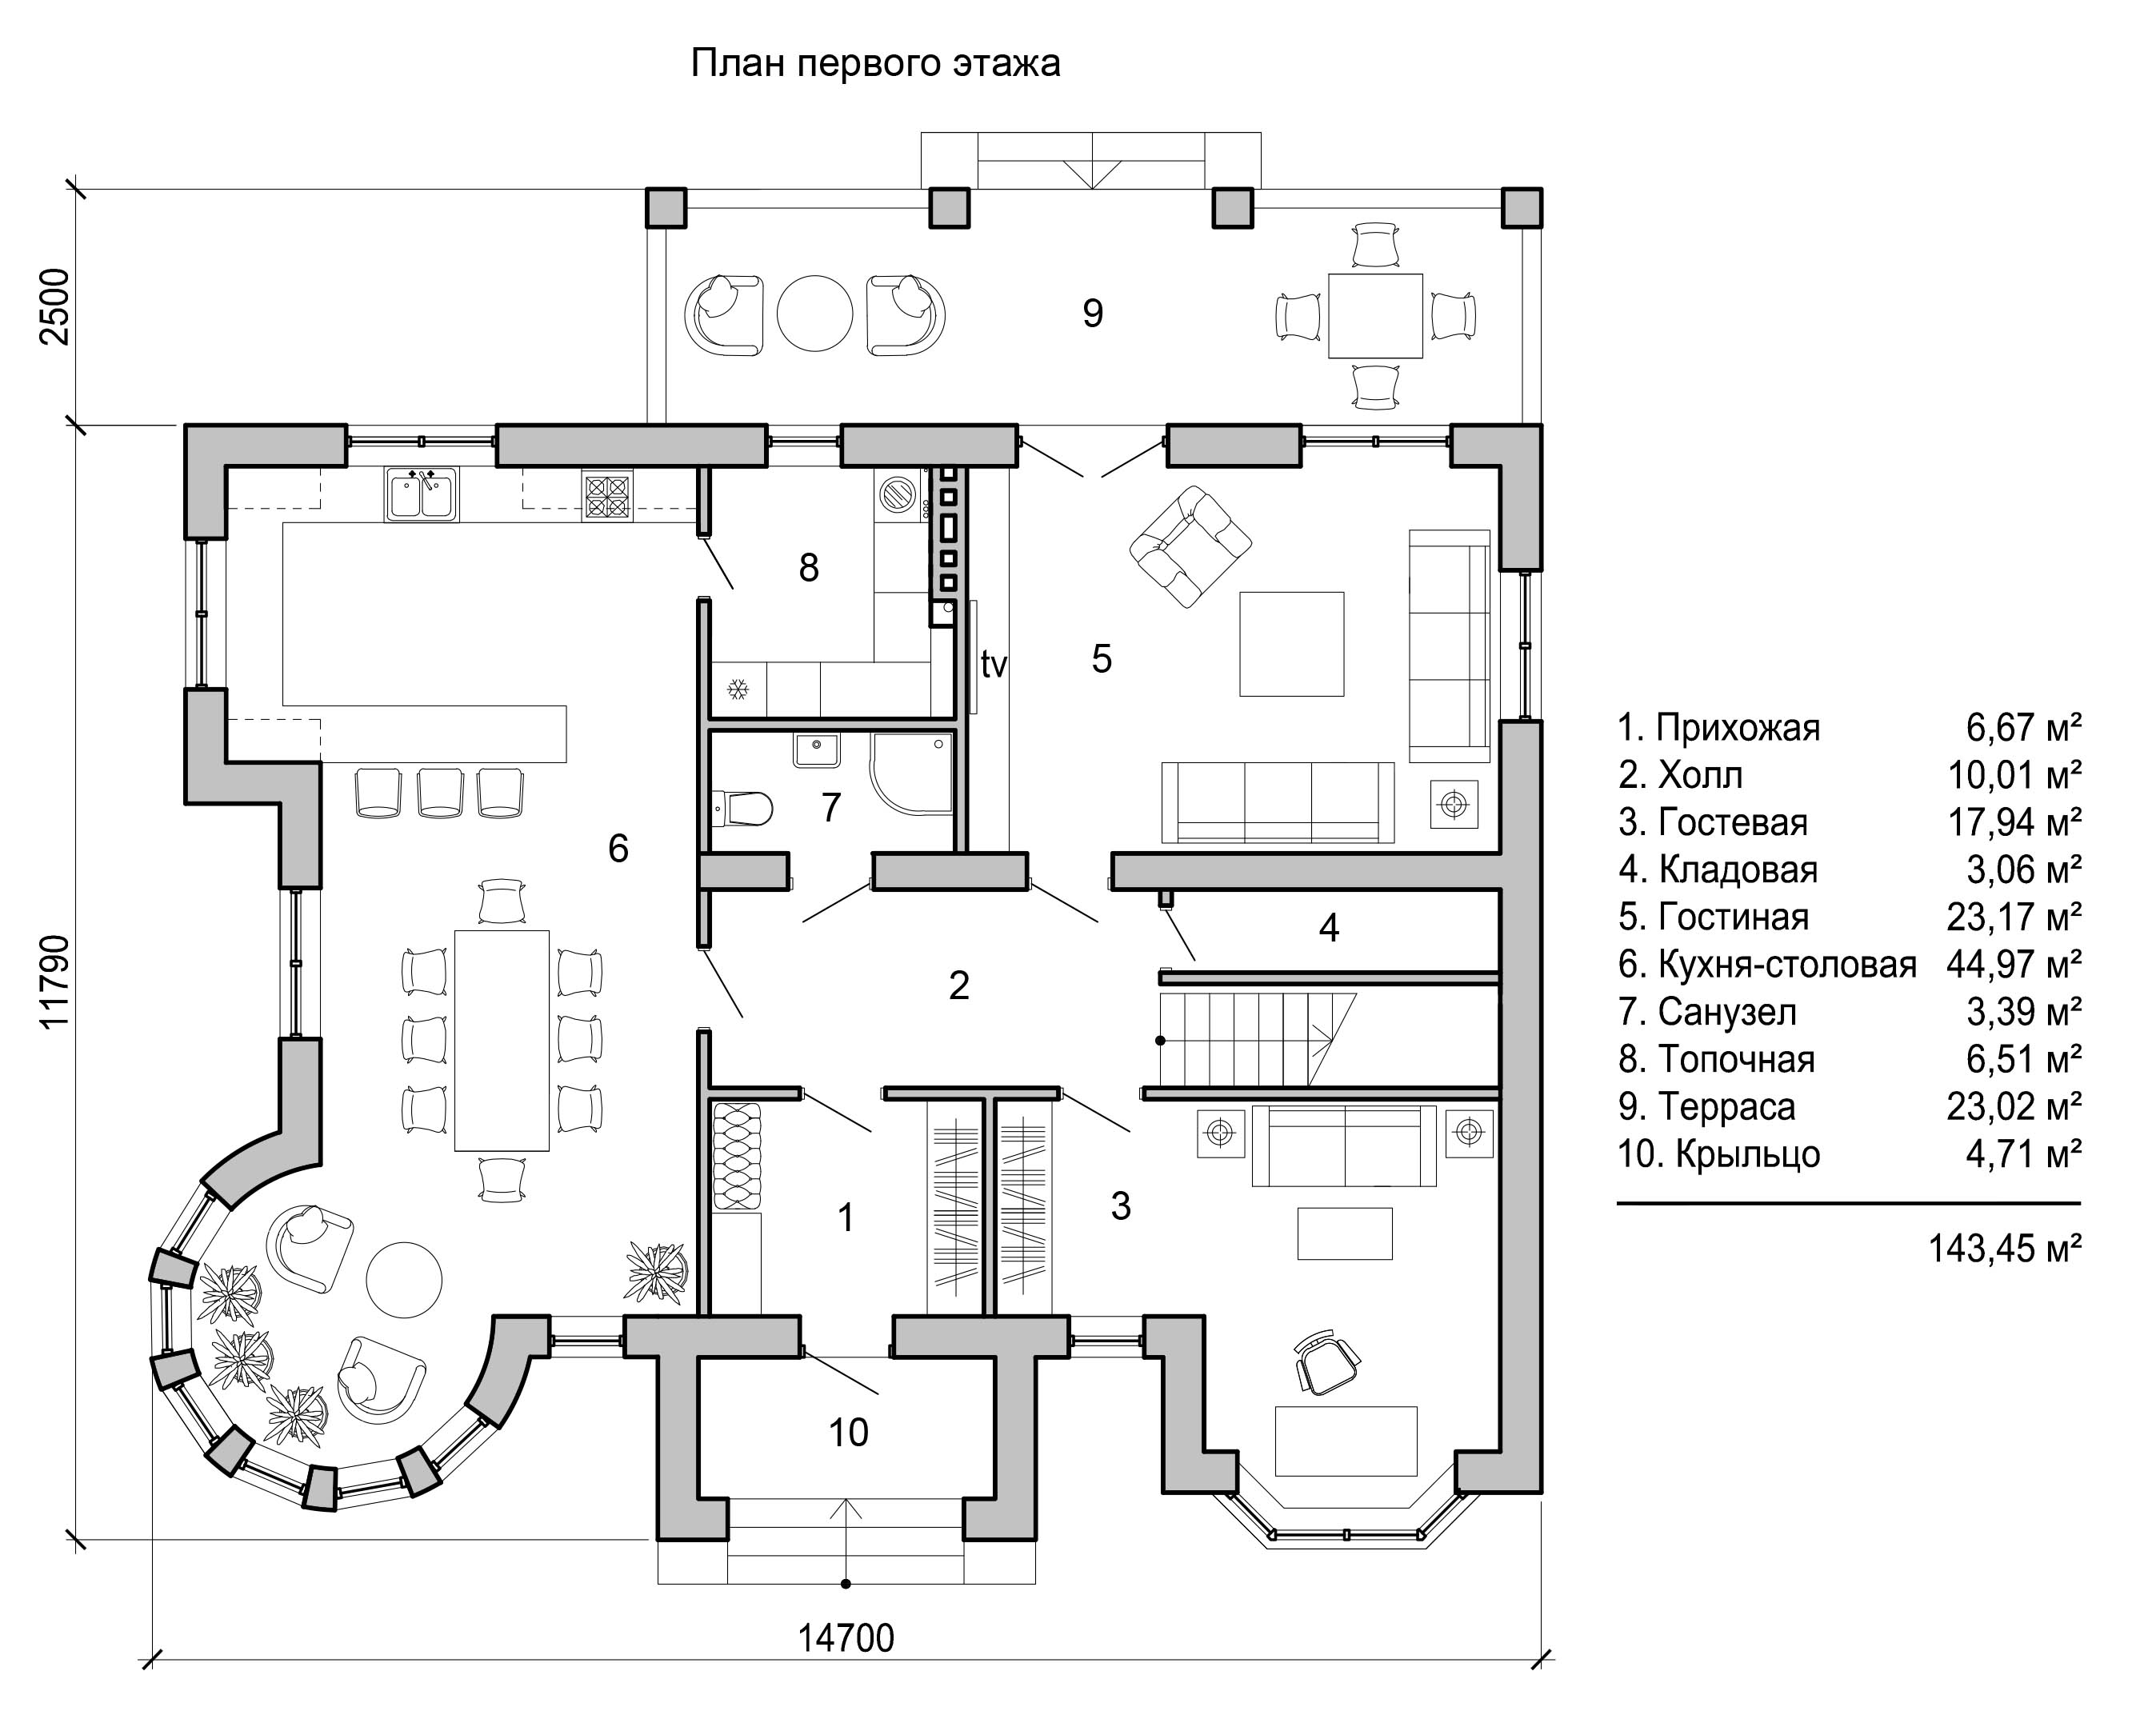 План первого этажа
2500
9
8
5
tv
7
6
4
2
11790
1
3
10
14700
1. Прихожая 6,67 м²
2. Холл 10,01 м²
3. Гостевая 17,94 м²
4. Кладовая 3,06 м²
5. Гостиная 23,17 м²
6. Кухня-столовая 44,97 м²
7. Санузел 3,39 м²
8. Топочная 6,51 м²
9. Терраса 23,02 м²
10. Крыльцо 4,71 м²
143,45 м²